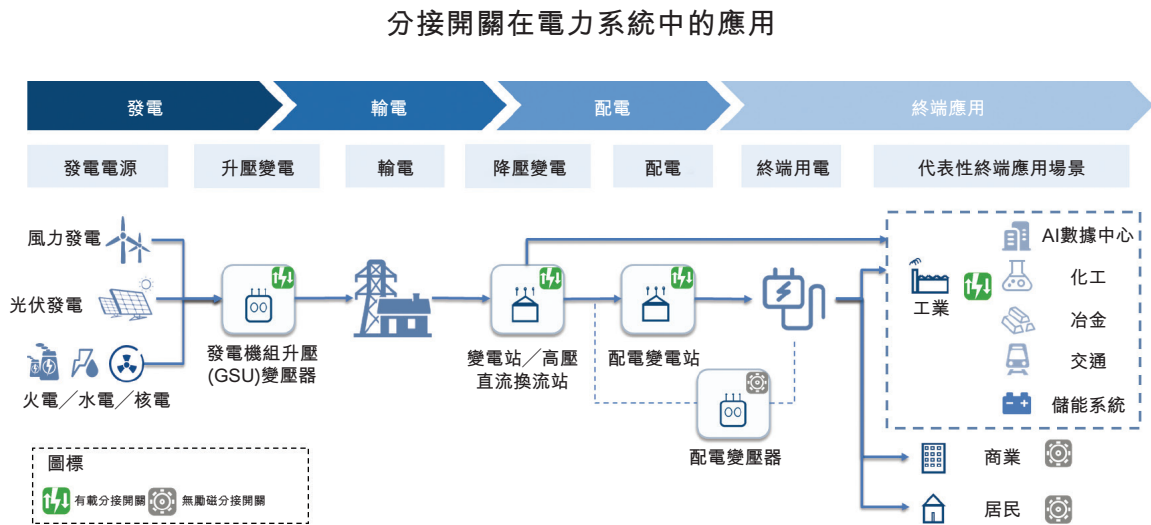 分接開關在電力系統中的應用
發電
輸電
配電
終端應用
發電電源
升壓變電
輸電
降壓變電
配電
終端用電
代表性終端應用場景
風力發電
光伏發電
火電／水電／核電
發電機組升壓
(GSU)變壓器
變電站／高壓
直流換流站
配電變電站
配電變壓器
工業
AI數據中心
化工
冶金
交通
儲能系統
商業
居民
圖標
有載分接開關
無勵磁分接開關